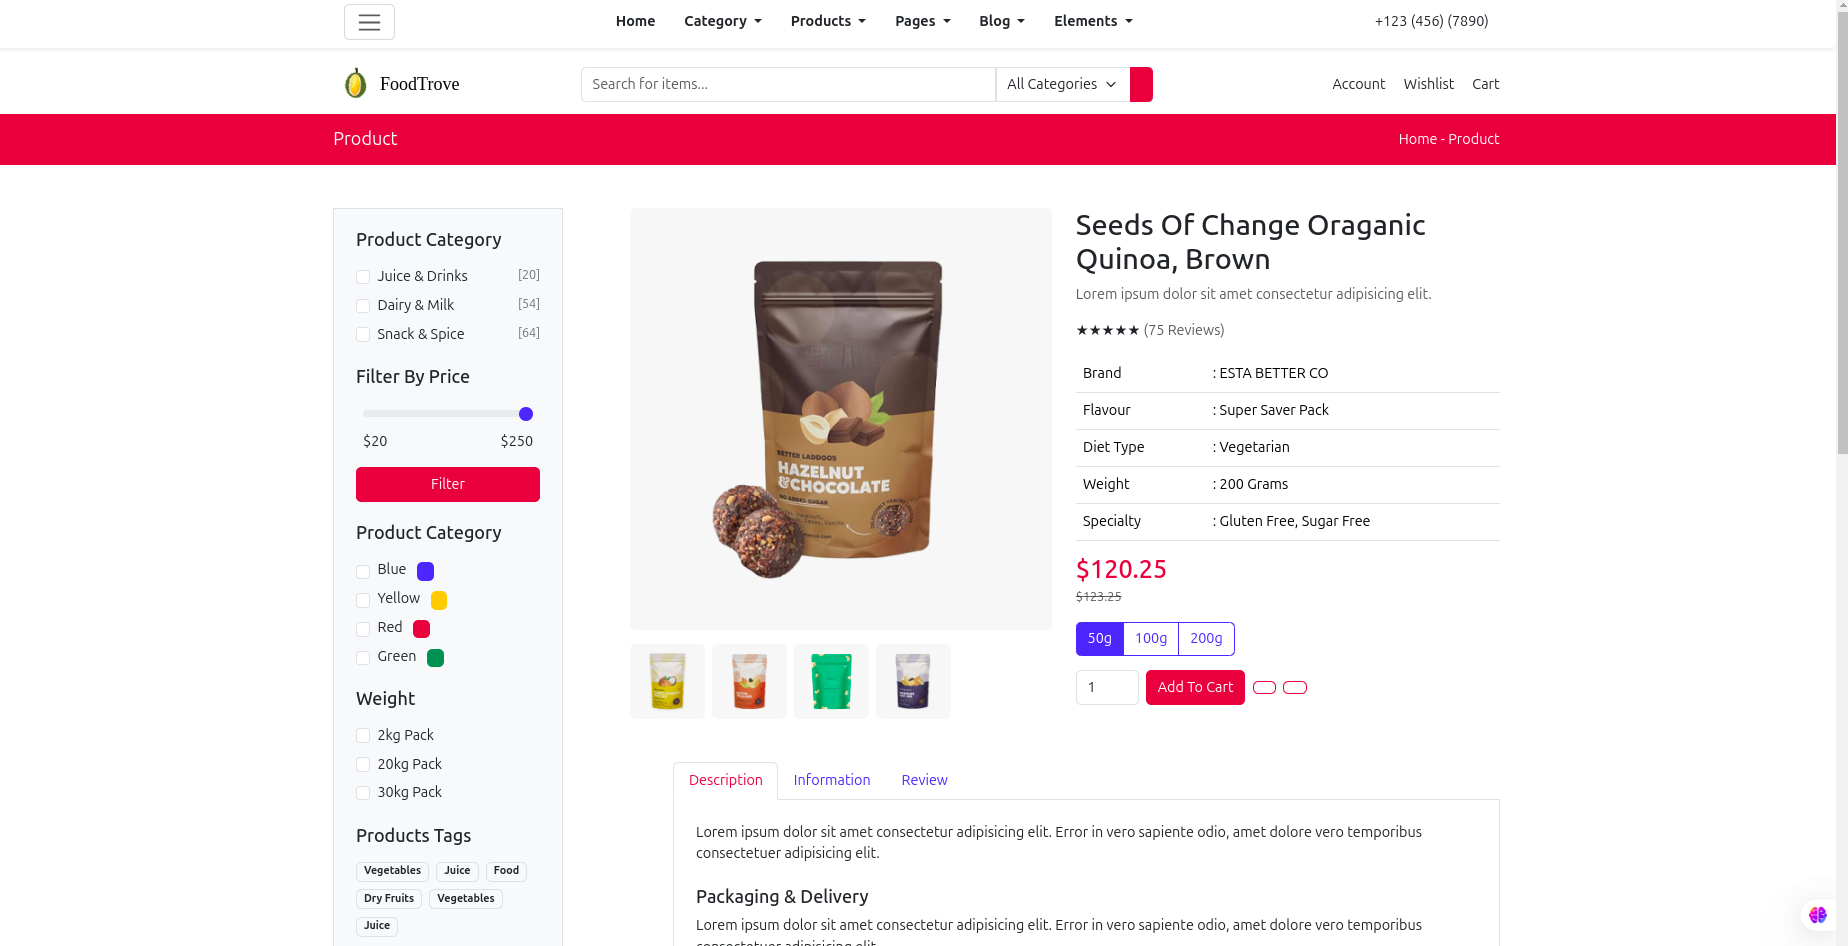 Home
Category
Products
Pages
Blog
Elements
+123 (456) (7890)
FoodTrove
Search for items...
All Categories
Account
Wishlist
Cart
Product
Home - Product
Product Category
Juice & Drinks [20]
Dairy & Milk [54]
Snack & Spice [64]
Filter By Price
$20 $250
Filter
Product Category
Blue
Yellow
Red
Green
Weight
2kg Pack
20kg Pack
30kg Pack
Products Tags
Vegetables
Juice
Food
Dry Fruits
Vegetables
Juice
BETTER LADDOOS
HAZELNUT
&CHOCOLATE
NO ADDED SUGAR
Seeds Of Change Oraganic
Quinoa, Brown
Lorem ipsum dolor sit amet consectetur adipisicing elit.
★★★★★ (75 Reviews)
Brand : ESTA BETTER CO
Flavour : Super Saver Pack
Diet Type : Vegetarian
Weight : 200 Grams
Specialty : Gluten Free, Sugar Free
$120.25
$123.25
50g
100g
200g
1
Add To Cart
Description
Information
Review
Lorem ipsum dolor sit amet consectetur adipisicing elit. Error in vero sapiente odio, amet dolore vero temporibus
consectetuer adipisicing elit.
Packaging & Delivery
Lorem ipsum dolor sit amet consectetur adipisicing elit. Error in vero sapiente odio, amet dolore vero temporibus
consectetuer adipisicing elit.